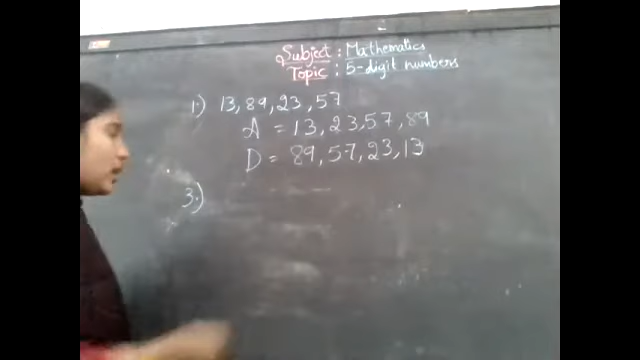 Subject : Mathematics
Topic : 5-digit numbers
1.) 13, 89, 23, 57
A = 13, 23, 57, 89
D = 89, 57, 23, 13
3.)